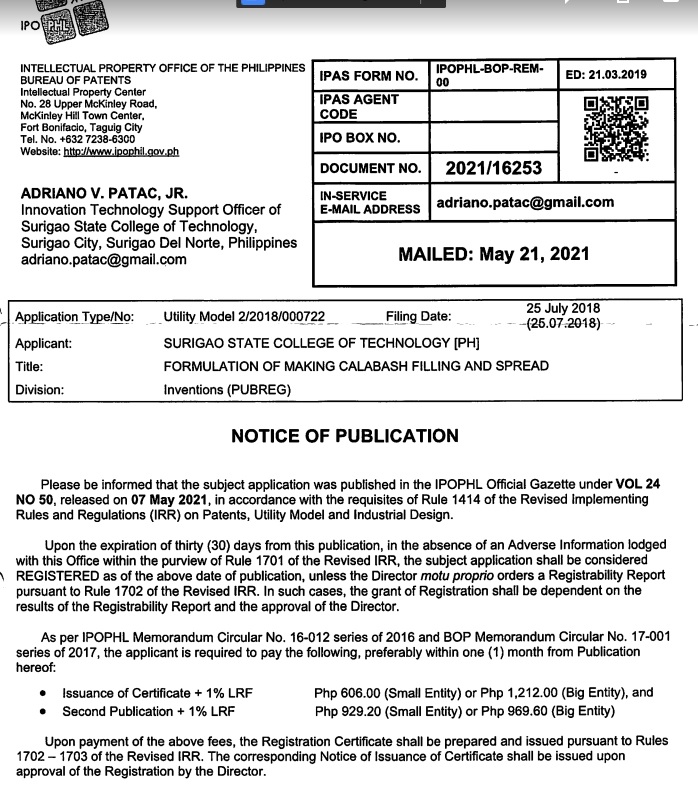 IPO PHL
INTELLECTUAL PROPERTY OFFICE OF THE PHILIPPINES
BUREAU OF PATENTS
Intellectual Property Center
No. 28 Upper McKinley Road,
McKinley Hill Town Center,
Fort Bonifacio, Taguig City
Tel. No. +632 7238-6300
Website: http://www.ipophil.gov.ph
ADRIANO V. PATAC, JR.
Innovation Technology Support Officer of
Surigao State College of Technology,
Surigao City, Surigao Del Norte, Philippines
adriano.patac@gmail.com
IPAS FORM NO. IPOPHL-BOP-REM-
00 ED: 21.03.2019
IPAS AGENT
CODE
IPO BOX NO.
DOCUMENT NO. 2021/16253
IN-SERVICE
E-MAIL ADDRESS adriano.patac@gmail.com
MAILED: May 21, 2021
Application Type/No: Utility Model 2/2018/000722 Filing Date: 25 July 2018
(25.07.2018)
Applicant: SURIGAO STATE COLLEGE OF TECHNOLOGY [PH]
Title: FORMULATION OF MAKING CALABASH FILLING AND SPREAD
Division: Inventions (PUBREG)
NOTICE OF PUBLICATION
Please be informed that the subject application was published in the IPOPHL Official Gazette under VOL 24
NO 50, released on 07 May 2021, in accordance with the requisites of Rule 1414 of the Revised Implementing
Rules and Regulations (IRR) on Patents, Utility Model and Industrial Design.
Upon the expiration of thirty (30) days from this publication, in the absence of an Adverse Information lodged
with this Office within the purview of Rule 1701 of the Revised IRR, the subject application shall be considered
REGISTERED as of the above date of publication, unless the Director motu proprio orders a Registrability Report
pursuant to Rule 1702 of the Revised IRR. In such cases, the grant of Registration shall be dependent on the
results of the Registrability Report and the approval of the Director.
As per IPOPHL Memorandum Circular No. 16-012 series of 2016 and BOP Memorandum Circular No. 17-001
series of 2017, the applicant is required to pay the following, preferably within one (1) month from Publication
hereof:
• Issuance of Certificate + 1% LRF Php 606.00 (Small Entity) or Php 1,212.00 (Big Entity), and
• Second Publication + 1% LRF Php 929.20 (Small Entity) or Php 969.60 (Big Entity)
Upon payment of the above fees, the Registration Certificate shall be prepared and issued pursuant to Rules
1702 – 1703 of the Revised IRR. The corresponding Notice of Issuance of Certificate shall be issued upon
approval of the Registration by the Director.